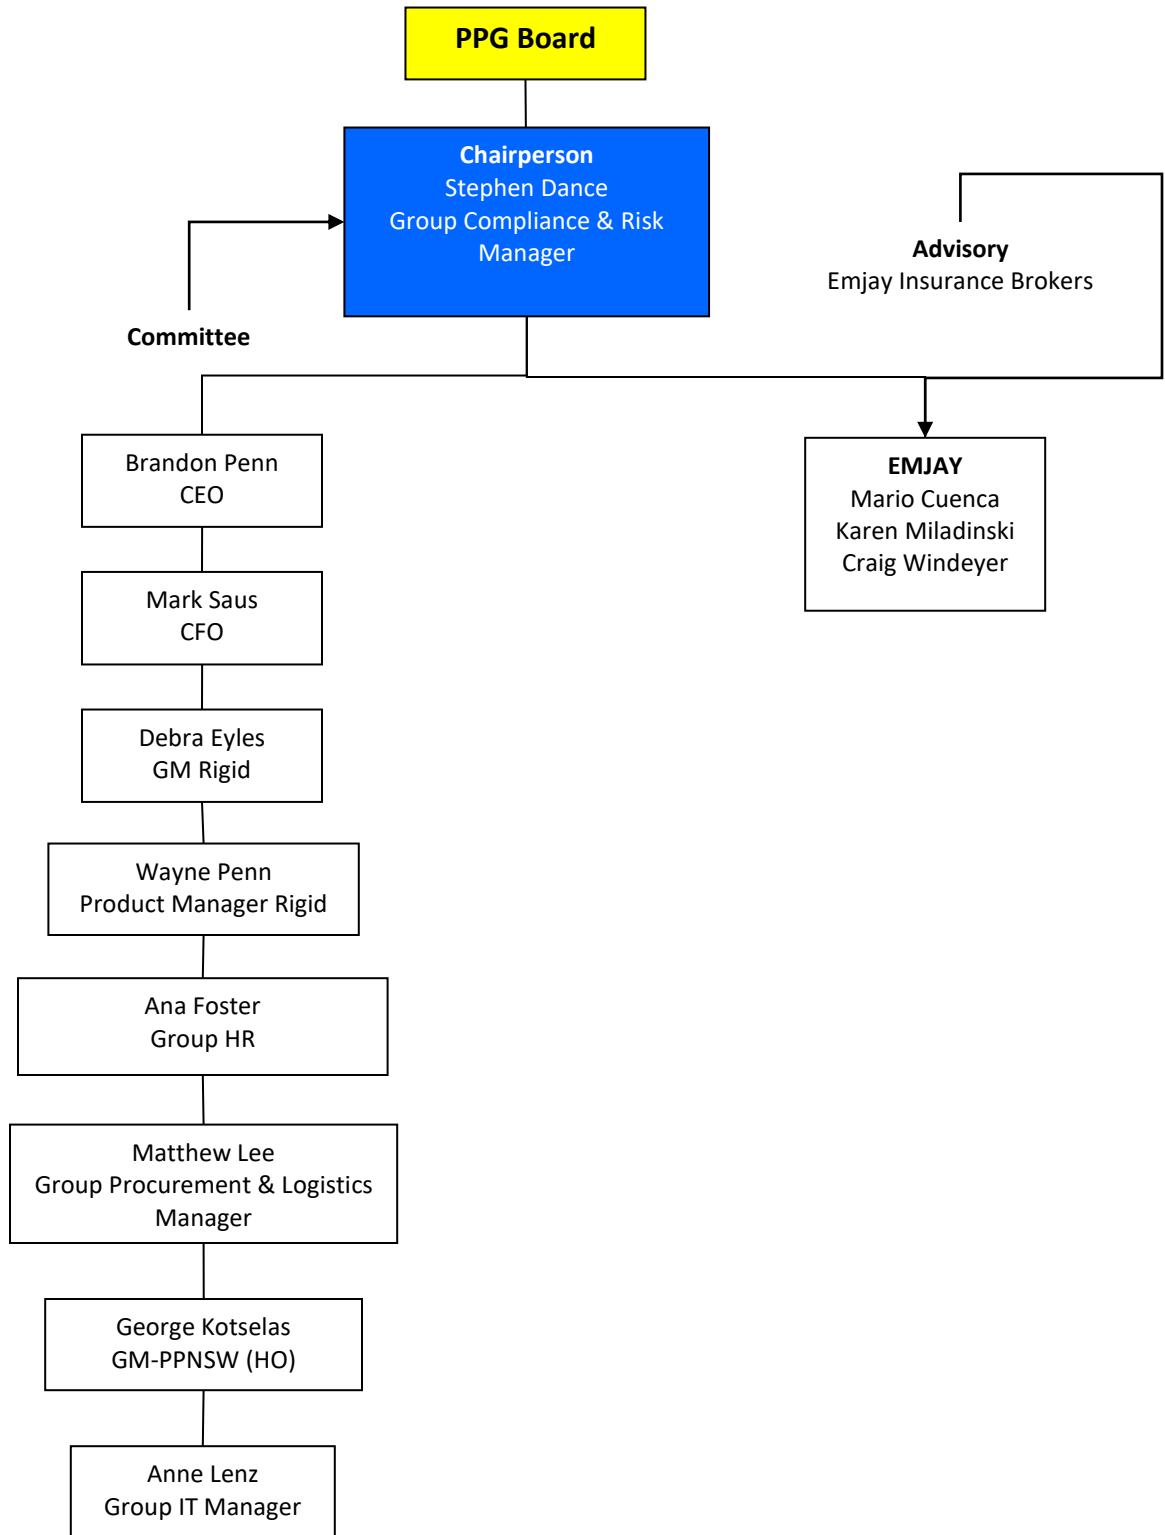 PPG Board
Chairperson
Stephen Dance
Group Compliance & Risk
Manager
Advisory
Emjay Insurance Brokers
Committee
Brandon Penn
CEO
EMJAY
Mario Cuenca
Karen Miladinski
Craig Windeyer
Mark Saus
CFO
Debra Eyles
GM Rigid
Wayne Penn
Product Manager Rigid
Ana Foster
Group HR
Matthew Lee
Group Procurement & Logistics
Manager
George Kotselas
GM-PPNSW (HO)
Anne Lenz
Group IT Manager